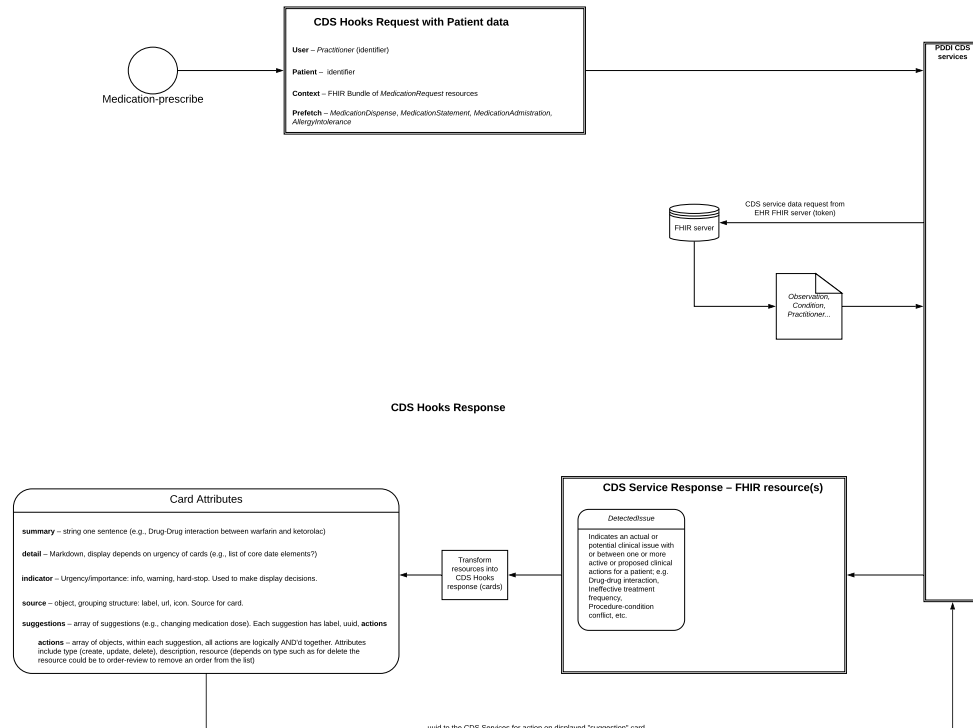 CDS Hooks Request with Patient data
User – Practitioner (identifier)
Patient – identifier
Context – FHIR Bundle of MedicationRequest resources
Prefetch – MedicationDispense, MedicationStatement, MedicationAdmistration,
AllergyIntolerance
Medication-prescribe
PDDI CDS
services
CDS service data request from
EHR FHIR server (token)
FHIR server
Observation,
Condition,
Practitioner...
CDS Hooks Response
CDS Service Response – FHIR resource(s)
DetectedIssue
Indicates an actual or
potential clinical issue with
or between one or more
active or proposed clinical
actions for a patient; e.g.
Drug-drug interaction,
Ineffective treatment
frequency,
Procedure-condition
conflict, etc.
Transform
resources into
CDS Hooks
response (cards)
Card Attributes
summary – string one sentence (e.g., Drug-Drug interaction between warfarin and ketorolac)
detail – Markdown, display depends on urgency of cards (e.g., list of core date elements?)
indicator – Urgency/importance: info, warning, hard-stop. Used to make display decisions.
source – object, grouping structure: label, url, icon. Source for card.
suggestions – array of suggestions (e.g., changing medication dose). Each suggestion has label, uuid, actions
actions – array of objects, within each suggestion, all actions are logically AND'd together. Attributes
include type (create, update, delete), description, resource (depends on type such as for delete the
resource could be to order-review to remove an order from the list)
uuid to the CDS Services for action on displayed "suggestion" card